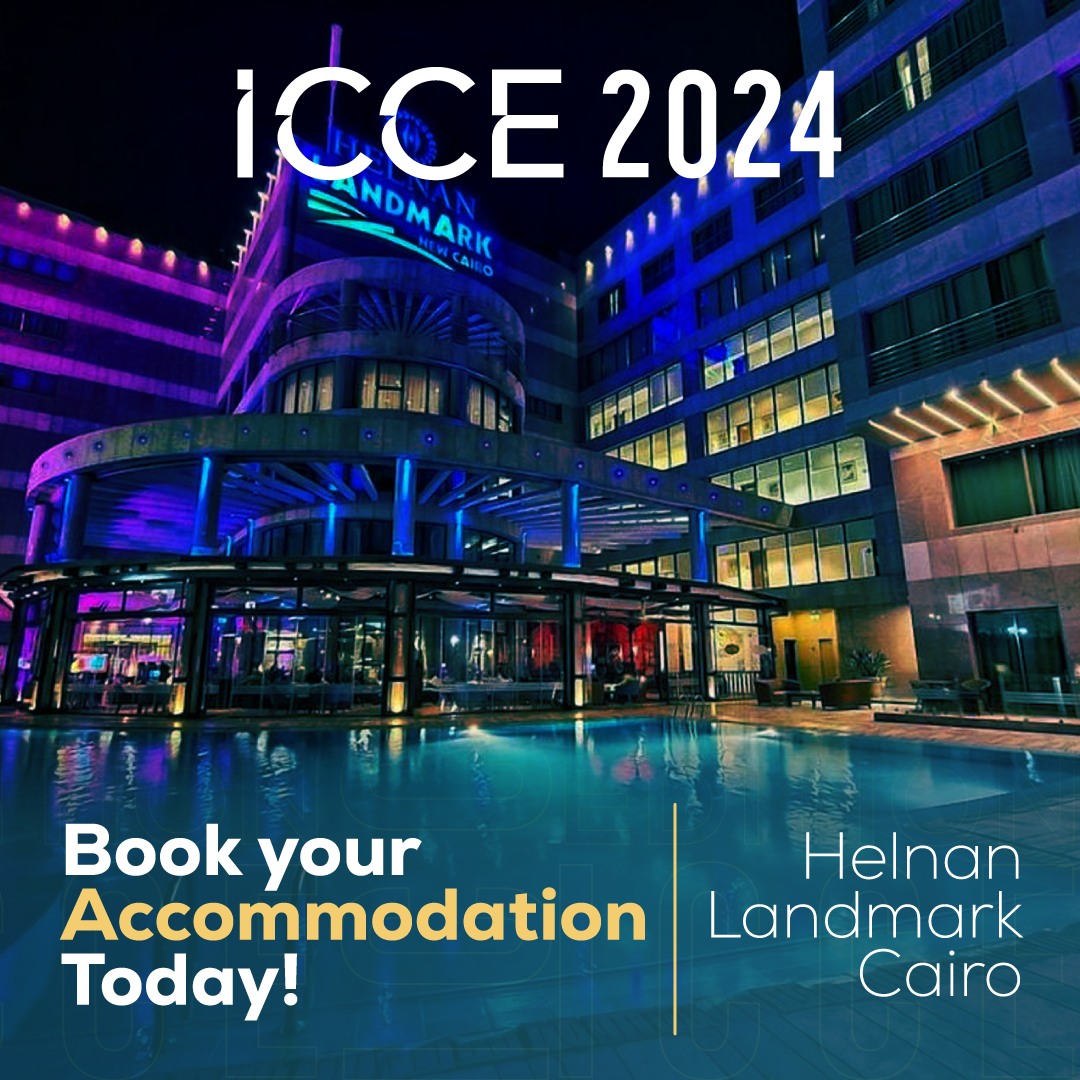 ICCE 2024
HELNAN
LANDMARK
NEW CAIRO
Book your
Accommodation
Today!
Helnan
Landmark
Cairo